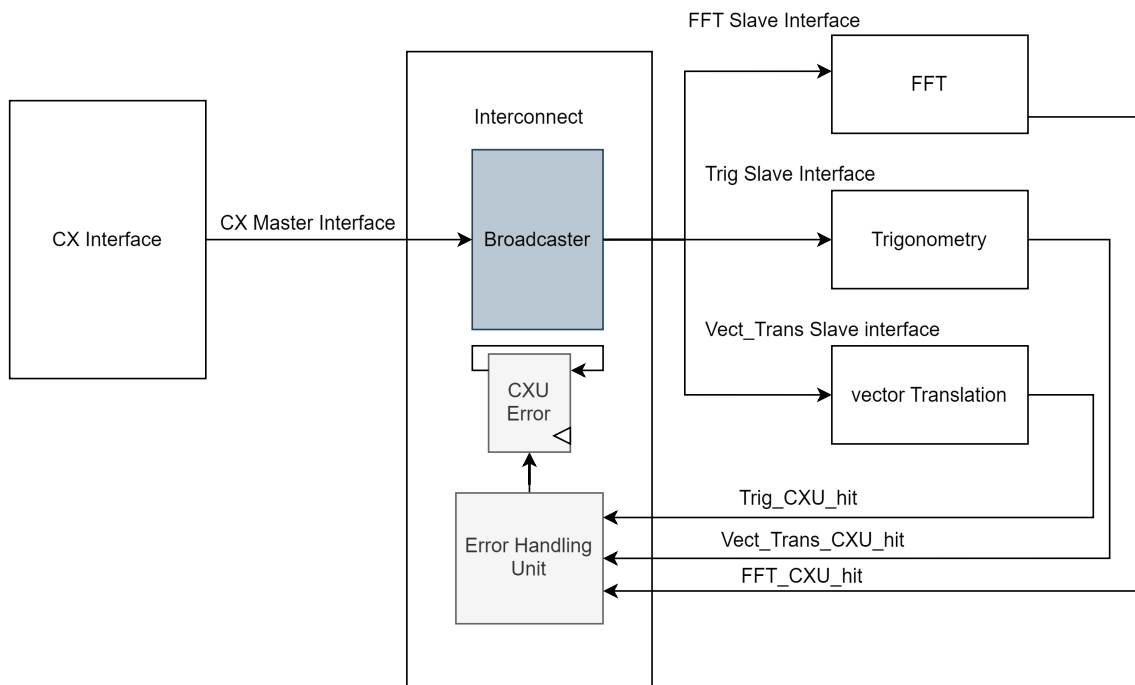 FFT Slave Interface
FFT
Interconnect
Trig Slave Interface
CX Master Interface
CX Interface
Broadcaster
Trigonometry
Vect_Trans Slave interface
CXU
Error
vector Translation
Trig_CXU_hit
Vect_Trans_CXU_hit
Error Handling
Unit
FFT_CXU_hit